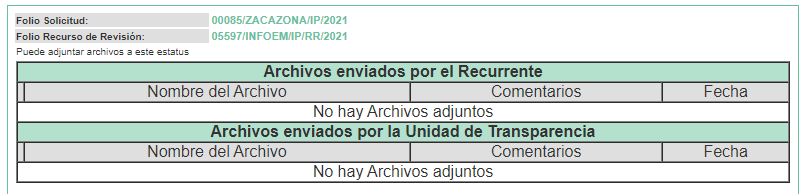 Folio Solicitud: 00085/ZACAZONA/IP/2021
Folio Recurso de Revisión: 05597/INFOEM/IP/RR/2021
Puede adjuntar archivos a este estatus
Archivos enviados por el Recurrente
Nombre del Archivo Comentarios Fecha
No hay Archivos adjuntos
Archivos enviados por la Unidad de Transparencia
Nombre del Archivo Comentarios Fecha
No hay Archivos adjuntos